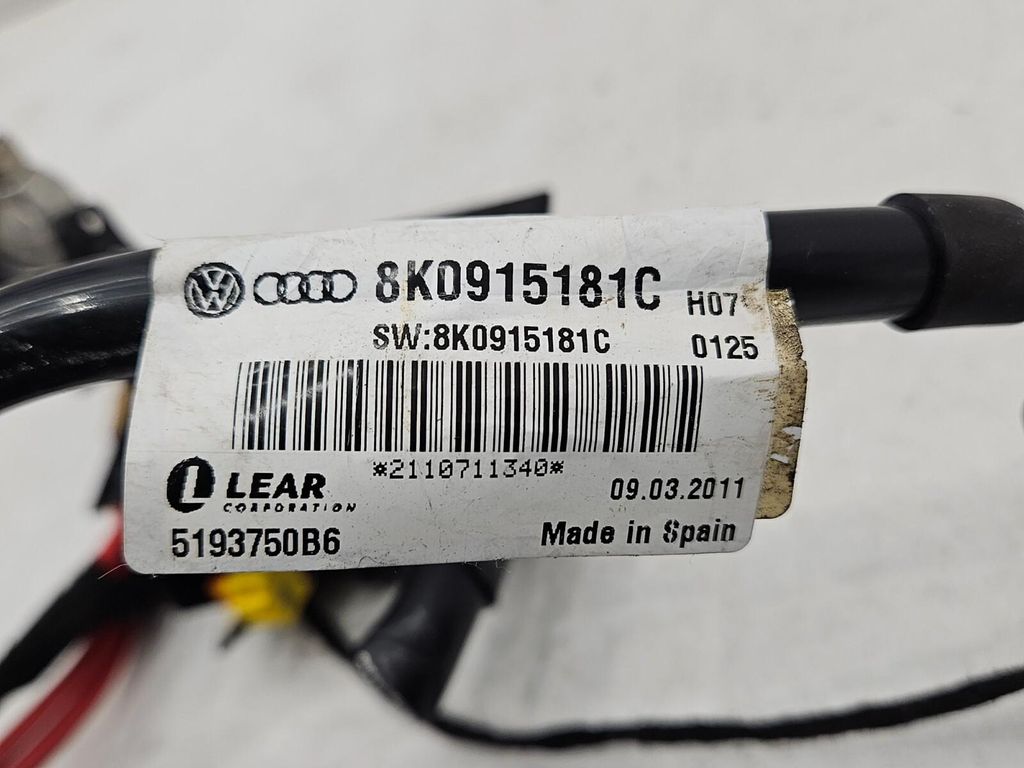 8K0915181C H07
SW:8K0915181C 0125
*2110711340*
LEAR 09.03.2011
CORPORATION
5193750B6 Made in Spain